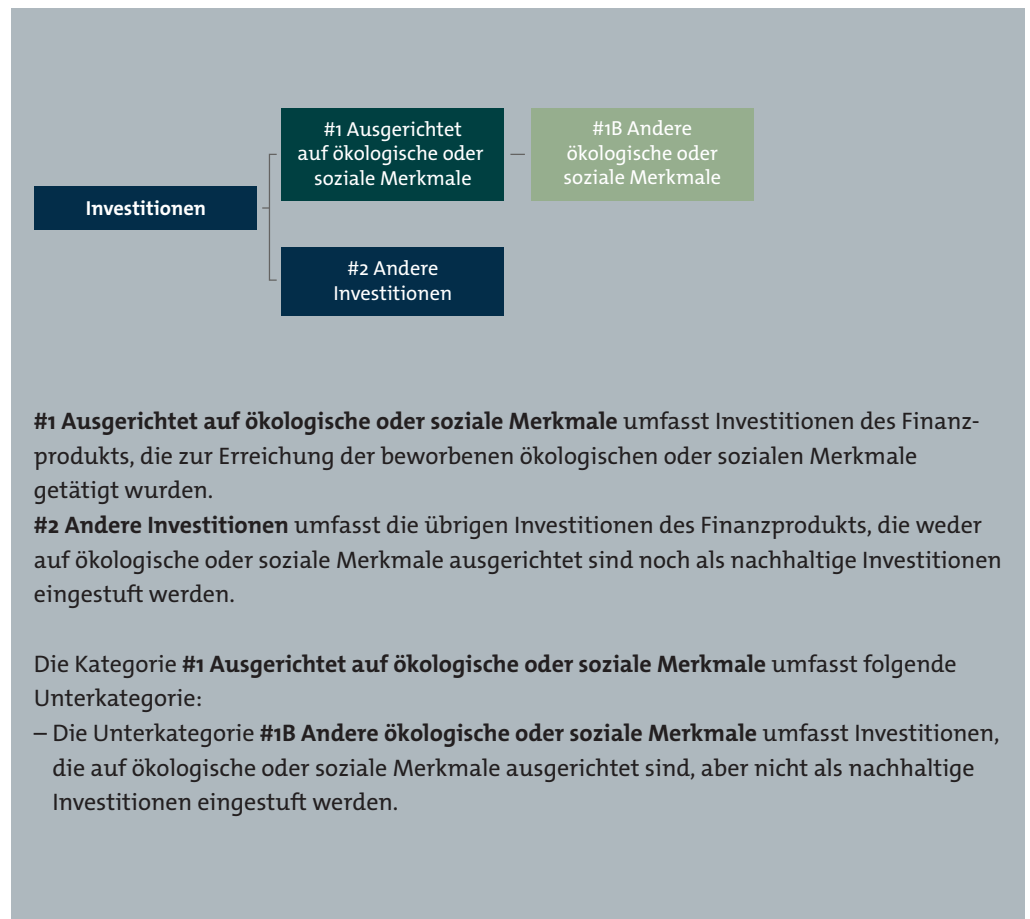 #1 Ausgerichtet
auf ökologische oder
soziale Merkmale
#1B Andere
ökologische oder
soziale Merkmale
Investitionen
#2 Andere
Investitionen
#1 Ausgerichtet auf ökologische oder soziale Merkmale umfasst Investitionen des Finanz-
produkts, die zur Erreichung der beworbenen ökologischen oder sozialen Merkmale
getätigt wurden.
#2 Andere Investitionen umfasst die übrigen Investitionen des Finanzprodukts, die weder
auf ökologische oder soziale Merkmale ausgerichtet sind noch als nachhaltige Investitionen
eingestuft werden.
Die Kategorie #1 Ausgerichtet auf ökologische oder soziale Merkmale umfasst folgende
Unterkategorie:
– Die Unterkategorie #1B Andere ökologische oder soziale Merkmale umfasst Investitionen,
die auf ökologische oder soziale Merkmale ausgerichtet sind, aber nicht als nachhaltige
Investitionen eingestuft werden.